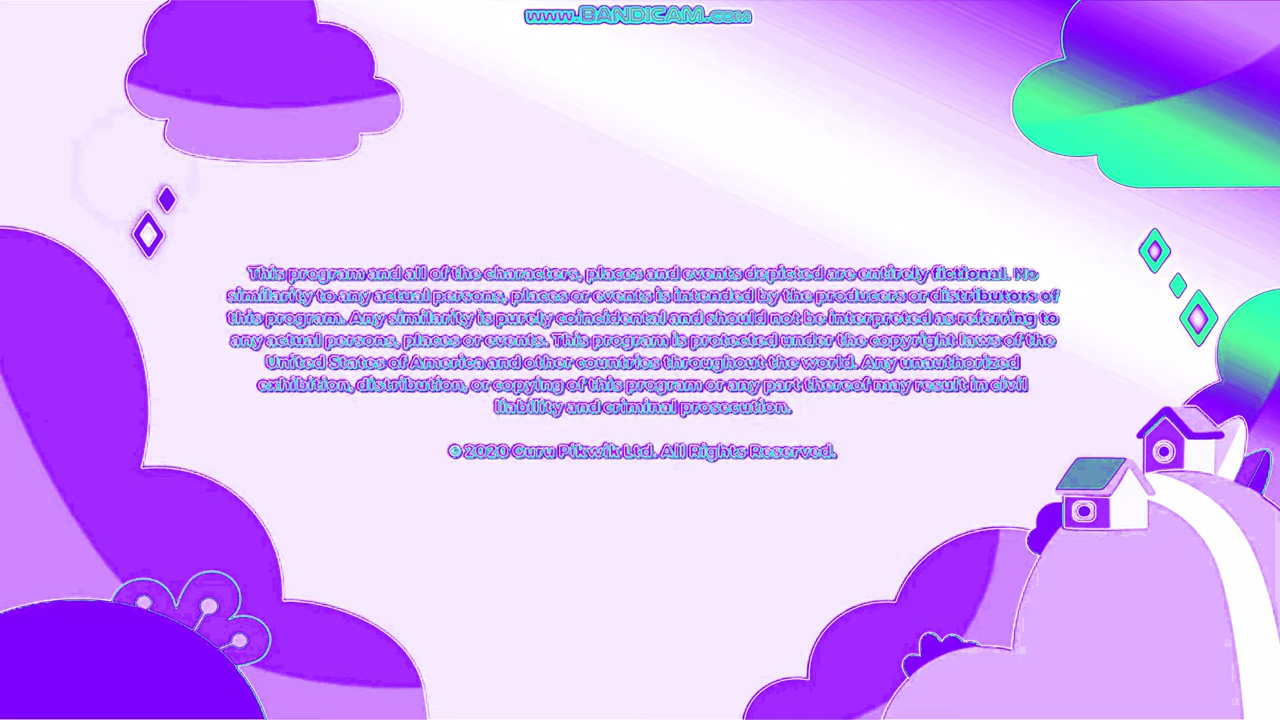 www.BANDICAM.com
This program and all of the characters, places and events depicted are entirely fictional. No
similarity to any actual persons, places or events is intended by the producers or distributors of
this program. Any similarity is purely coincidental and should not be interpreted as referring to
any actual persons, places or events. This program is protected under the copyright laws of the
United States of America and other countries throughout the world. Any unauthorized
exhibition, distribution, or copying of this program or any part thereof may result in civil
liability and criminal prosecution.
© 2020 Guru Pikwik Ltd. All Rights Reserved.